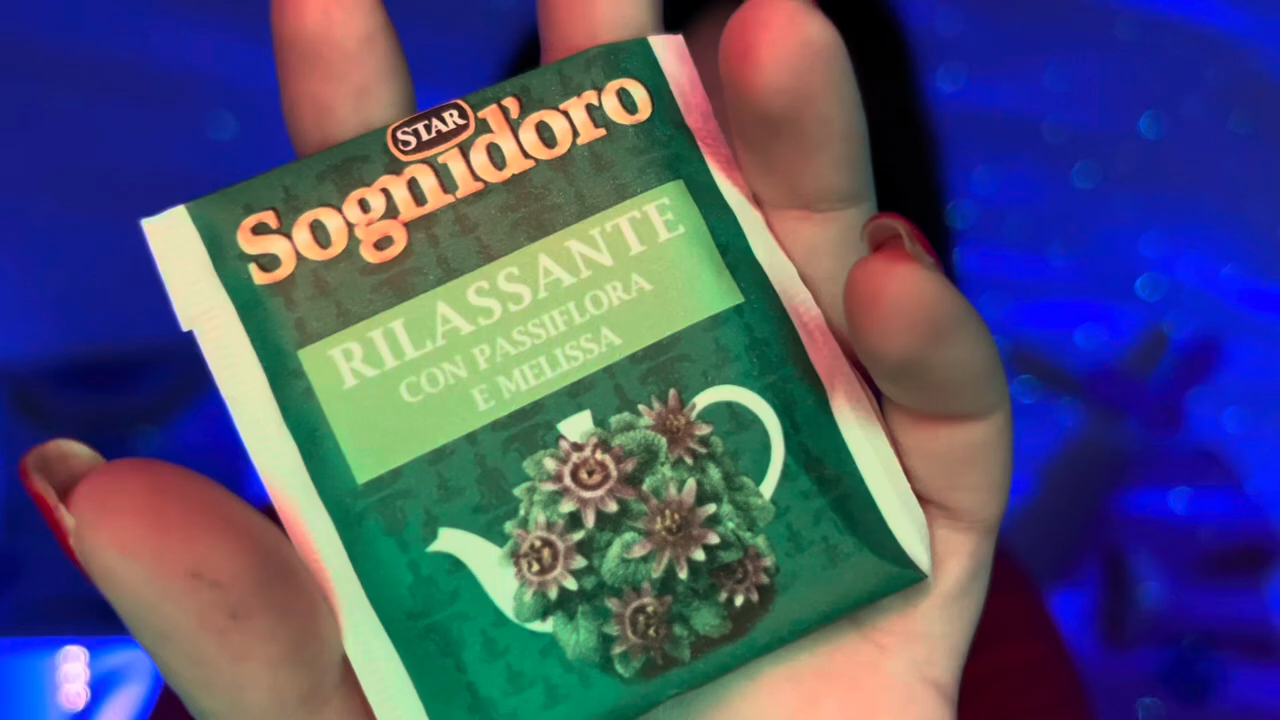 STAR
Sognid'oro
RILASSANTE
CON PASSIFLORA
E MELISSA